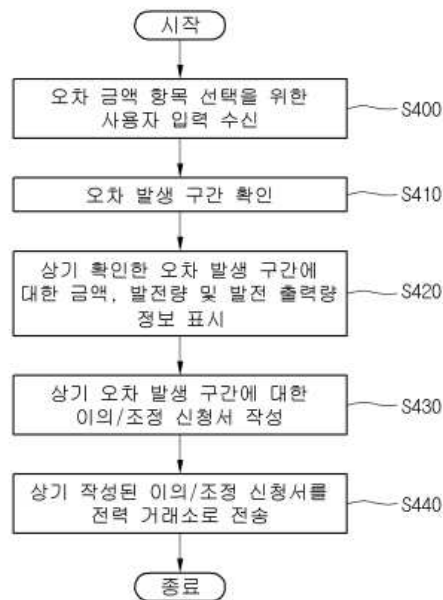 시작
오차 금액 항목 선택을 위한
사용자 입력 수신
S400
오차 발생 구간 확인
S410
상기 확인한 오차 발생 구간에
대한 금액, 발전량 및 발전 출력량
정보 표시
S420
상기 오차 발생 구간에 대한
이의/조정 신청서 작성
S430
상기 작성된 이의/조정 신청서를
전력 거래소로 전송
S440
종료